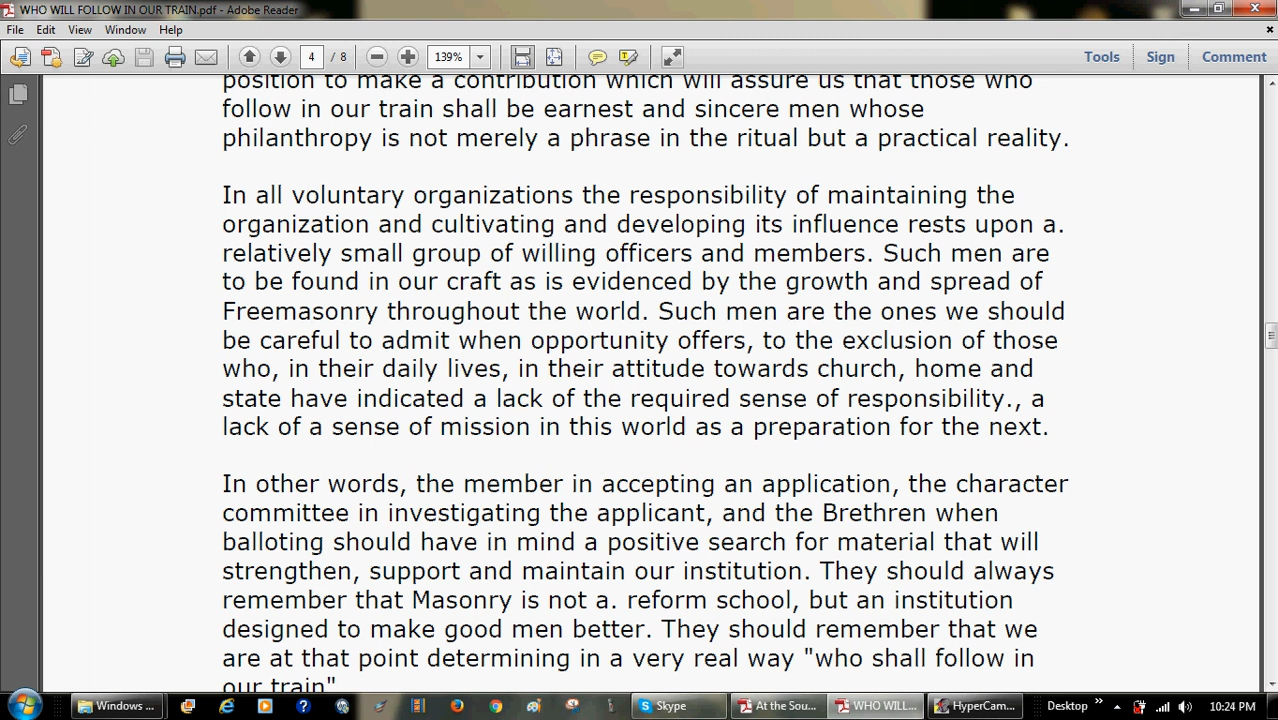 WHO WILL FOLLOW IN OUR TRAIN.pdf - Adobe Reader
File Edit View Window Help
4 / 8 139% Tools Sign Comment
position to make a contribution which will assure us that those who
follow in our train shall be earnest and sincere men whose
philanthropy is not merely a phrase in the ritual but a practical reality.
In all voluntary organizations the responsibility of maintaining the
organization and cultivating and developing its influence rests upon a.
relatively small group of willing officers and members. Such men are
to be found in our craft as is evidenced by the growth and spread of
Freemasonry throughout the world. Such men are the ones we should
be careful to admit when opportunity offers, to the exclusion of those
who, in their daily lives, in their attitude towards church, home and
state have indicated a lack of the required sense of responsibility., a
lack of a sense of mission in this world as a preparation for the next.
In other words, the member in accepting an application, the character
committee in investigating the applicant, and the Brethren when
balloting should have in mind a positive search for material that will
strengthen, support and maintain our institution. They should always
remember that Masonry is not a. reform school, but an institution
designed to make good men better. They should remember that we
are at that point determining in a very real way "who shall follow in
our train"
Windows ... Skype At the Sou... WHO WILL... HyperCam... Desktop » 10:24 PM